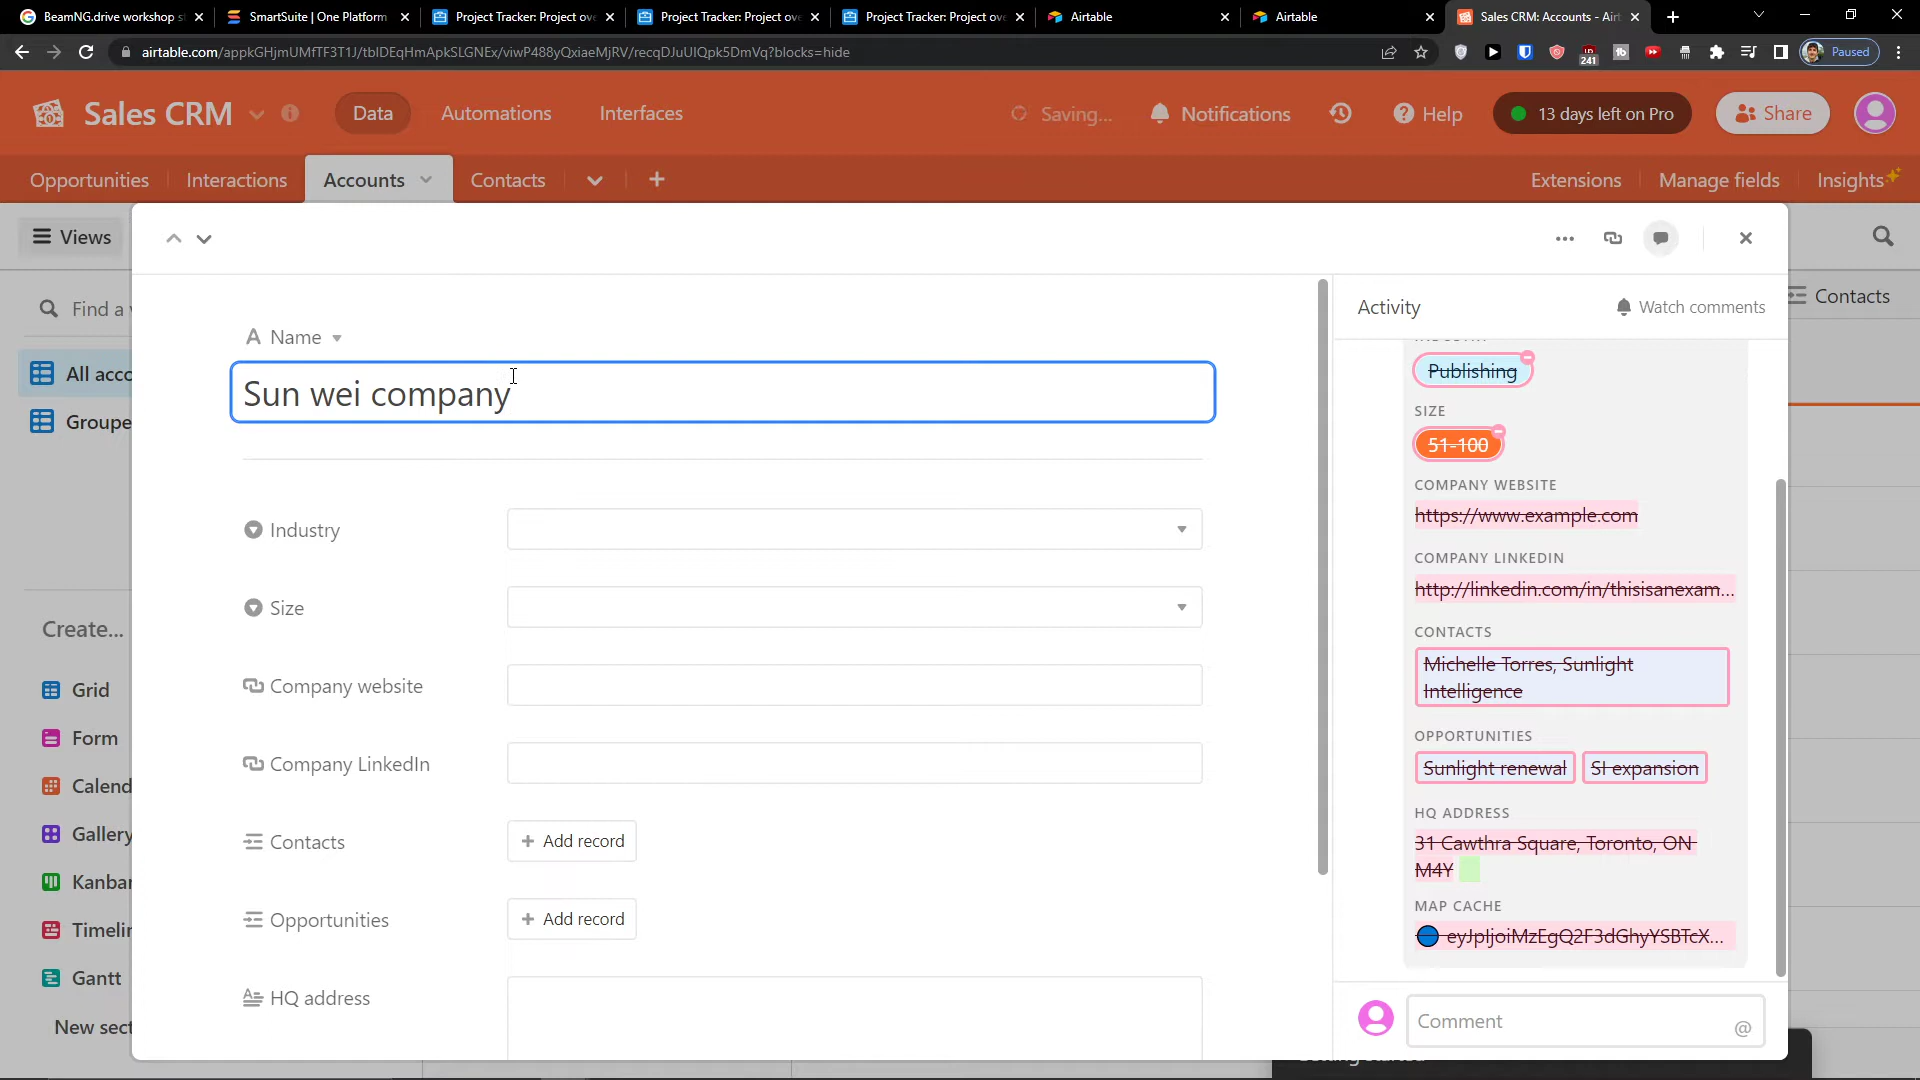 BeamNG.drive workshop s
SmartSuite | One Platform
Project Tracker: Project ove
Project Tracker: Project ove
Project Tracker: Project ove
Airtable
Airtable
Sales CRM: Accounts - Airt
airtable.com/appkGHjmUMfTF3T1J/tblDEqHmApkSLGNEx/viwP488yQxiaeMjRV/recqDJuUIQpk5DmVq?blocks=hide
241
Paused
Sales CRM
Data
Automations
Interfaces
Saving...
Notifications
Help
13 days left on Pro
Share
Opportunities
Interactions
Accounts
Contacts
Extensions
Manage fields
Insights
Views
Find a v
Contacts
All acco
Groupe
Create...
Grid
Form
Calend
Gallery
Kanban
Timelin
Gantt
New sect
Name
Sun wei company
Industry
Size
Company website
Company LinkedIn
Contacts
+ Add record
Opportunities
+ Add record
HQ address
Activity
Watch comments
INDUSTRY
Publishing
SIZE
51-100
COMPANY WEBSITE
https://www.example.com
COMPANY LINKEDIN
http://linkedin.com/in/thisisanexam...
CONTACTS
Michelle Torres, Sunlight
Intelligence
OPPORTUNITIES
Sunlight renewal
SI expansion
HQ ADDRESS
31 Cawthra Square, Toronto, ON
M4Y
MAP CACHE
eyJpIjoiMzEgQ2F3dGhyYSBTcX...
Comment
@